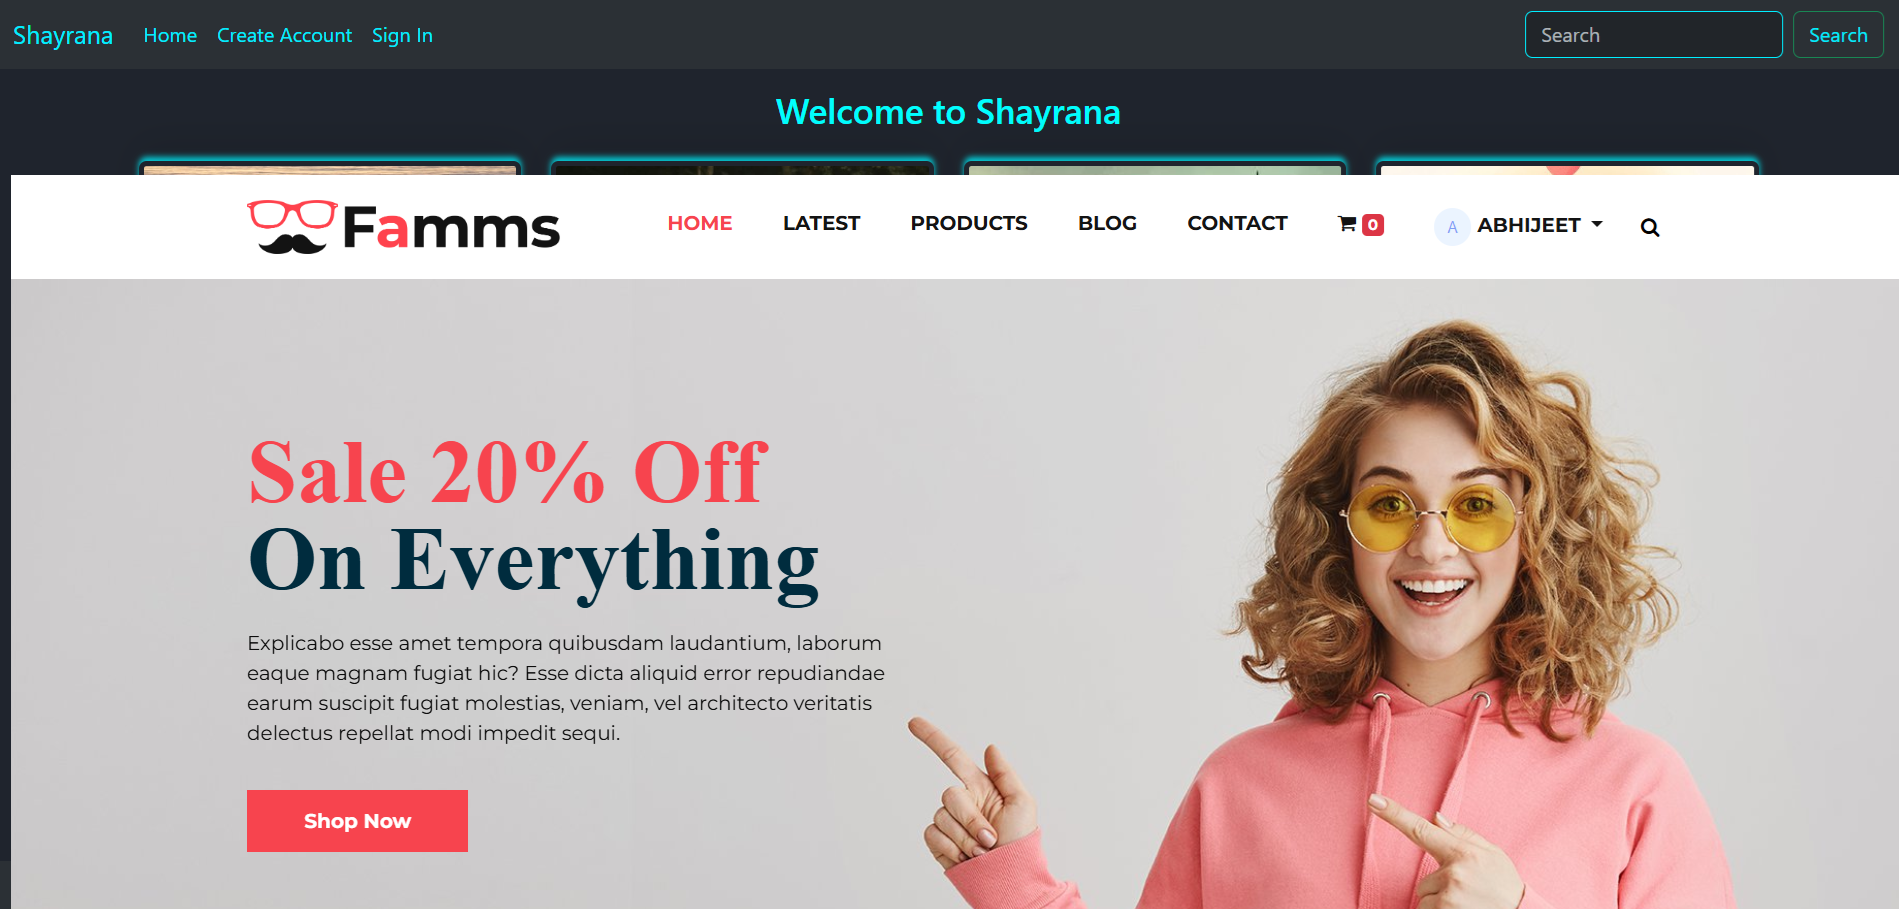 Shayrana Home Create Account Sign In Search Search
Welcome to Shayrana
Famms HOME LATEST PRODUCTS BLOG CONTACT 0 A ABHIJEET
Sale 20% Off
On Everything
Explicabo esse amet tempora quibusdam laudantium, laborum
eaque magnam fugiat hic? Esse dicta aliquid error repudiandae
earum suscipit fugiat molestias, veniam, vel architecto veritatis
delectus repellat modi impedit sequi.
Shop Now